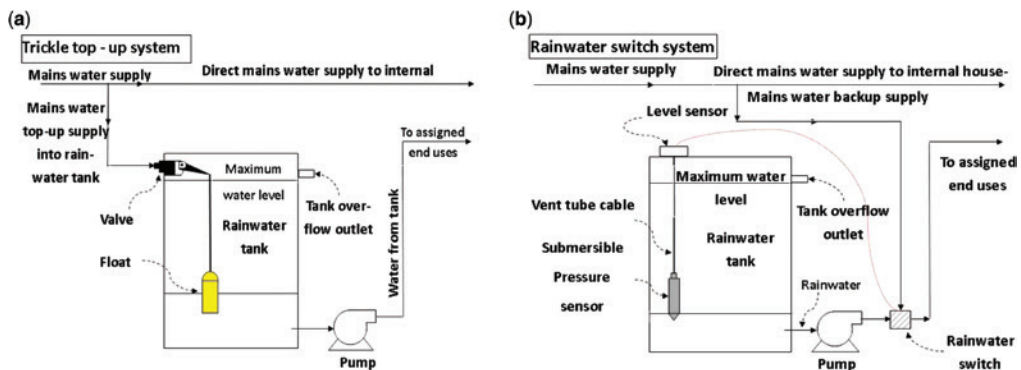 (a)
Trickle top - up system
Mains water supply
Direct mains water supply to internal
Mains water
top-up supply
into rain-
water tank
Valve
Float
Maximum
water level
Rainwater
tank
Tank over-
flow outlet
Water from tank
To assigned
end uses
Pump
(b)
Rainwater switch system
Mains water supply
Direct mains water supply to internal house-
Mains water backup supply
Level sensor
Maximum water
level
Vent tube cable
Submersible
Pressure
sensor
Rainwater
tank
Tank overflow
outlet
Rainwater
Pump
To assigned
end uses
Rainwater
switch